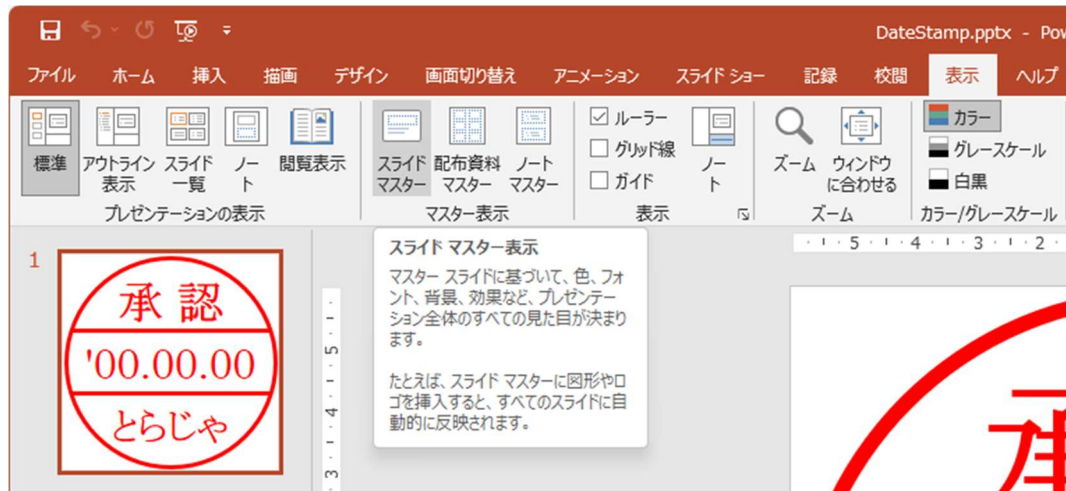 DateStamp.pptx - Pow
ファイル ホーム 挿入 描画 デザイン 画面切り替え アニメーション スライド ショー 記録 校閲 表示 ヘルプ
標準
アウトライン
表示
スライド
一覧
ノー
ト
閲覧表示
プレゼンテーションの表示
スライド
マスター
配布資料
マスター
ノート
マスター
マスター表示
ルーラー
グリッド線
ガイド
ノー
ト
表示
ズーム
ウィンドウ
に合わせる
ズーム
カラー
グレースケール
白黒
カラー/グレースケール
スライド マスター表示
マスター スライドに基づいて、色、フォ
ント、背景、効果など、プレゼンテー
ション全体のすべての見た目が決まり
ます。
たとえば、スライド マスターに図形やロ
ゴを挿入すると、すべてのスライドに自
動的に反映されます。
1
承 認
'00.00.00
とらじゃ
5 4 3 2
5
4
3
承